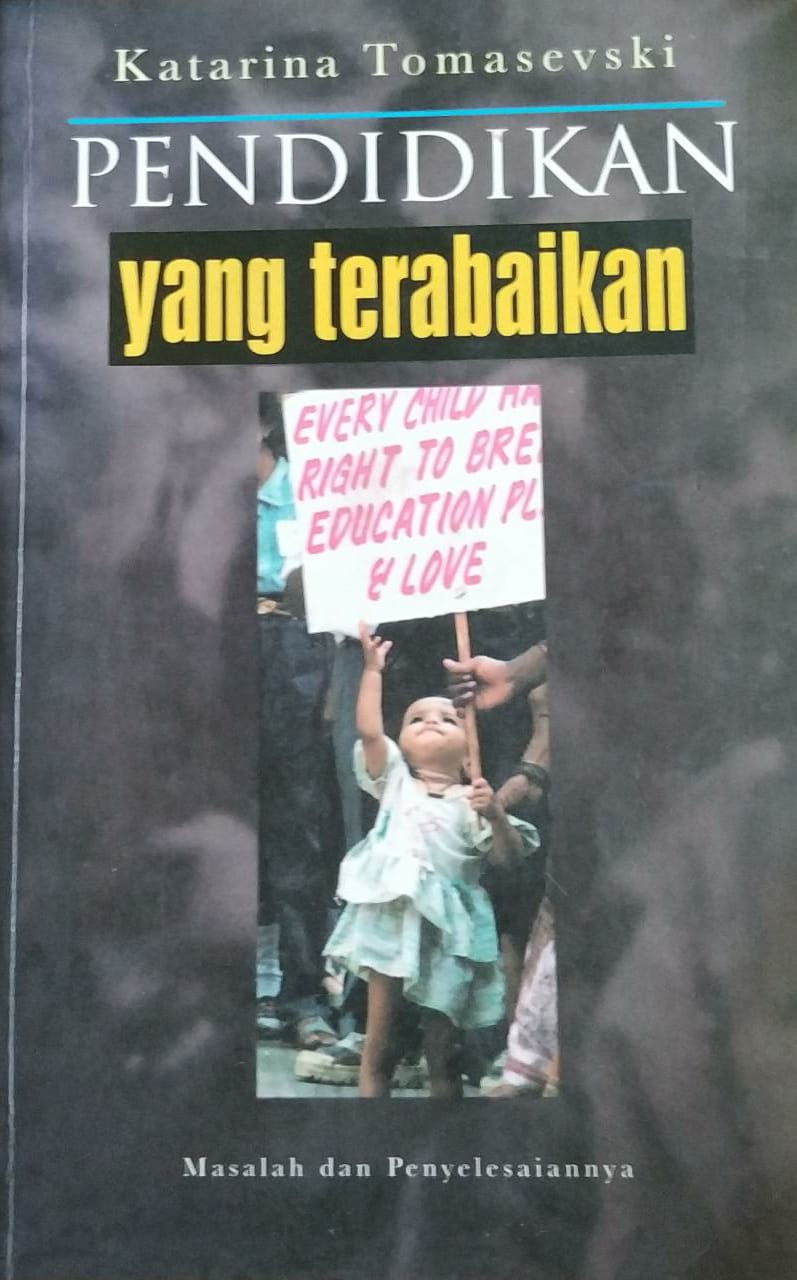 Katarina Tomasevski
PENDIDIKAN
yang terabaikan
EVERY CHILD
RIGHT TO
EDUCATION
& LOVE
Masalah dan Penyelesaiannya